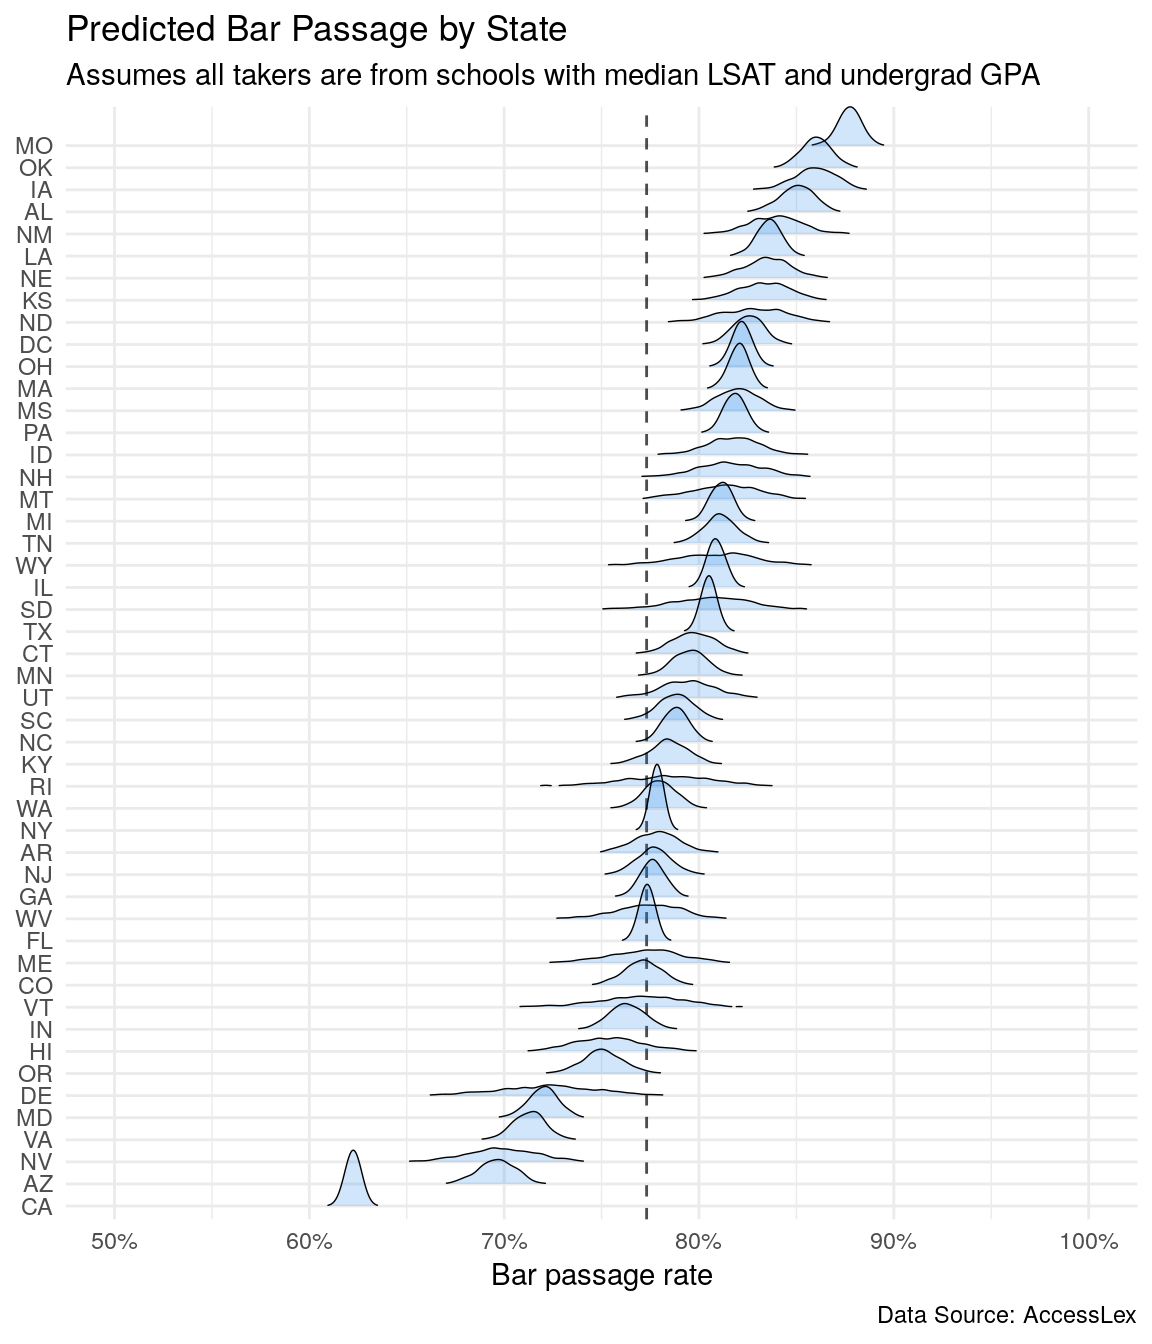 Predicted Bar Passage by State
Assumes all takers are from schools with median LSAT and undergrad GPA
MO
OK
IA
AL
NM
LA
NE
KS
ND
DC
OH
MA
MS
PA
ID
NH
MT
MI
TN
WY
IL
SD
TX
CT
MN
UT
SC
NC
KY
RI
WA
NY
AR
NJ
GA
WV
FL
ME
CO
VT
IN
HI
OR
DE
MD
VA
NV
AZ
CA
50% 60% 70% 80% 90% 100%
Bar passage rate
Data Source: AccessLex